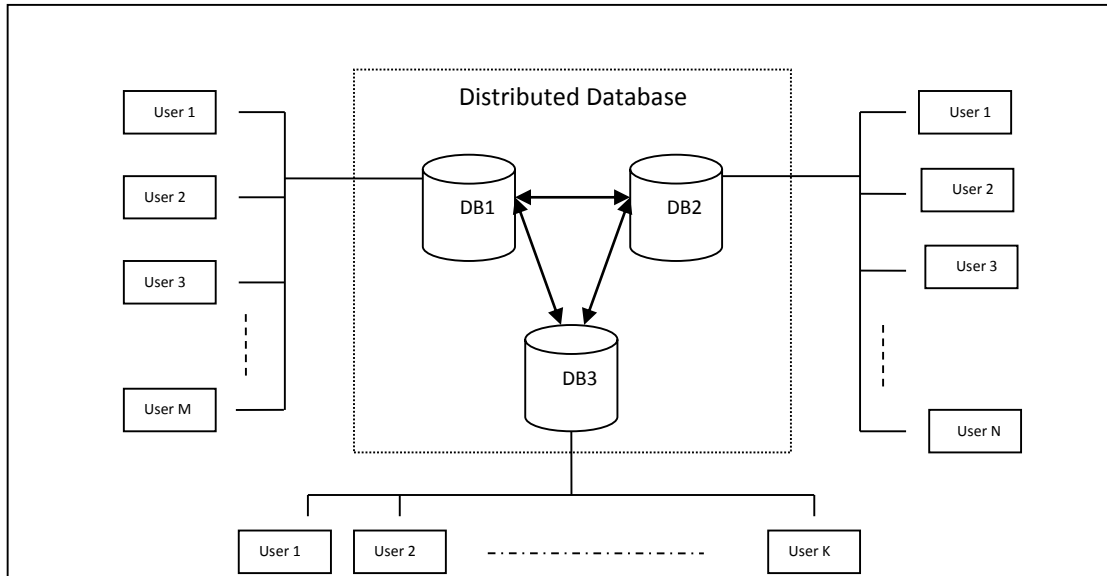 Distributed Database
User 1
User 2
User 3
User M
DB1
DB2
DB3
User 1
User 2
User 3
User N
User 1
User 2
User K